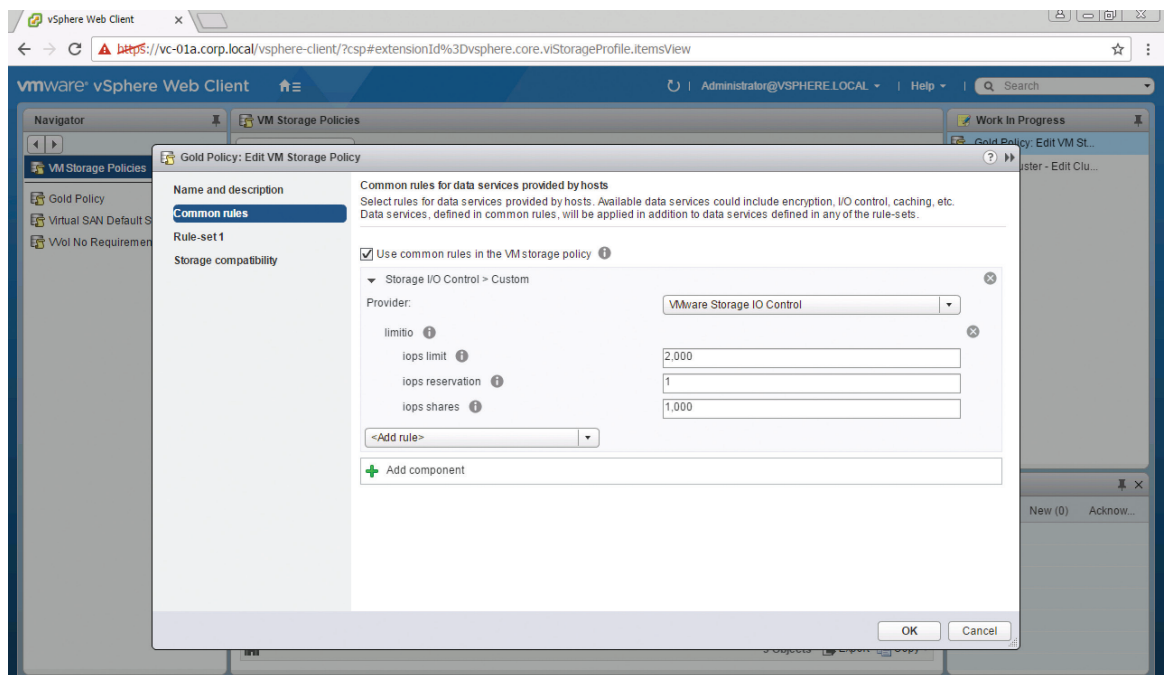 vSphere Web Client
https://vc-01a.corp.local/vsphere-client/?csp#extensionId%3Dvsphere.core.viStorageProfile.itemsView
vmware® vSphere Web Client
Administrator@VSPHERE.LOCAL
Help
Search
Navigator
VM Storage Policies
Work In Progress
VM Storage Policies
Gold Policy
Virtual SAN Default S
VVol No Requiremen
Gold Policy: Edit VM St...
uster - Edit Clu...
Gold Policy: Edit VM Storage Policy
Name and description
Common rules
Rule-set 1
Storage compatibility
Common rules for data services provided by hosts
Select rules for data services provided by hosts. Available data services could include encryption, I/O control, caching, etc.
Data services, defined in common rules, will be applied in addition to data services defined in any of the rule-sets.
Use common rules in the VM storage policy
Storage I/O Control > Custom
Provider:
VMware Storage IO Control
limitio
iops limit
2,000
iops reservation
1
iops shares
1,000
<Add rule>
Add component
New (0)
Acknow...
OK
Cancel
Objects
Export
Copy